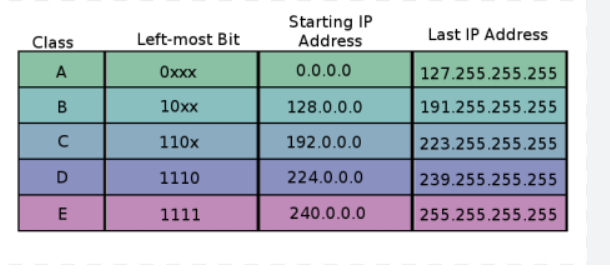 Class Left-most Bit Starting IP Address Last IP Address
A 0xxx 0.0.0.0 127.255.255.255
B 10xx 128.0.0.0 191.255.255.255
C 110x 192.0.0.0 223.255.255.255
D 1110 224.0.0.0 239.255.255.255
E 1111 240.0.0.0 255.255.255.255